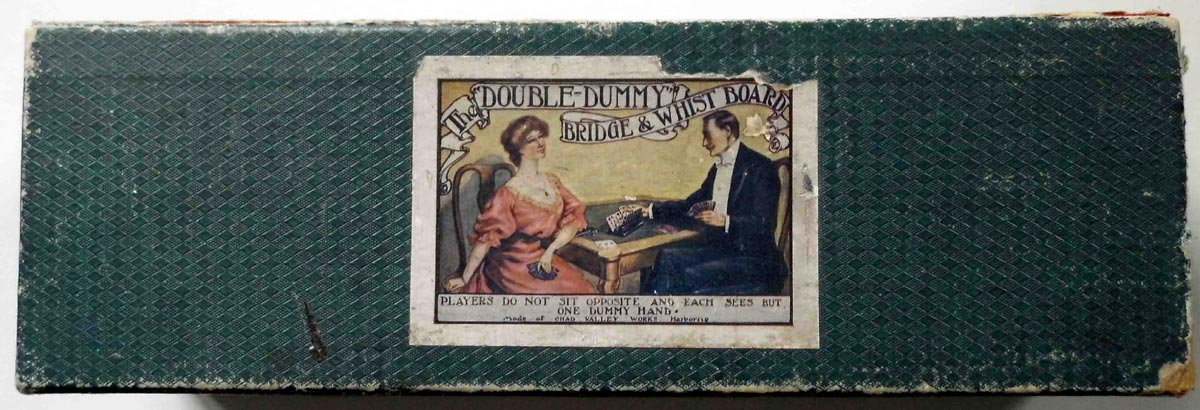 The "DOUBLE-DUMMY"
BRIDGE & WHIST BOARD
PLAYERS DO NOT SIT OPPOSITE AND EACH SEES BUT
ONE DUMMY HAND.
Made at CHAD VALLEY WORKS Harborne